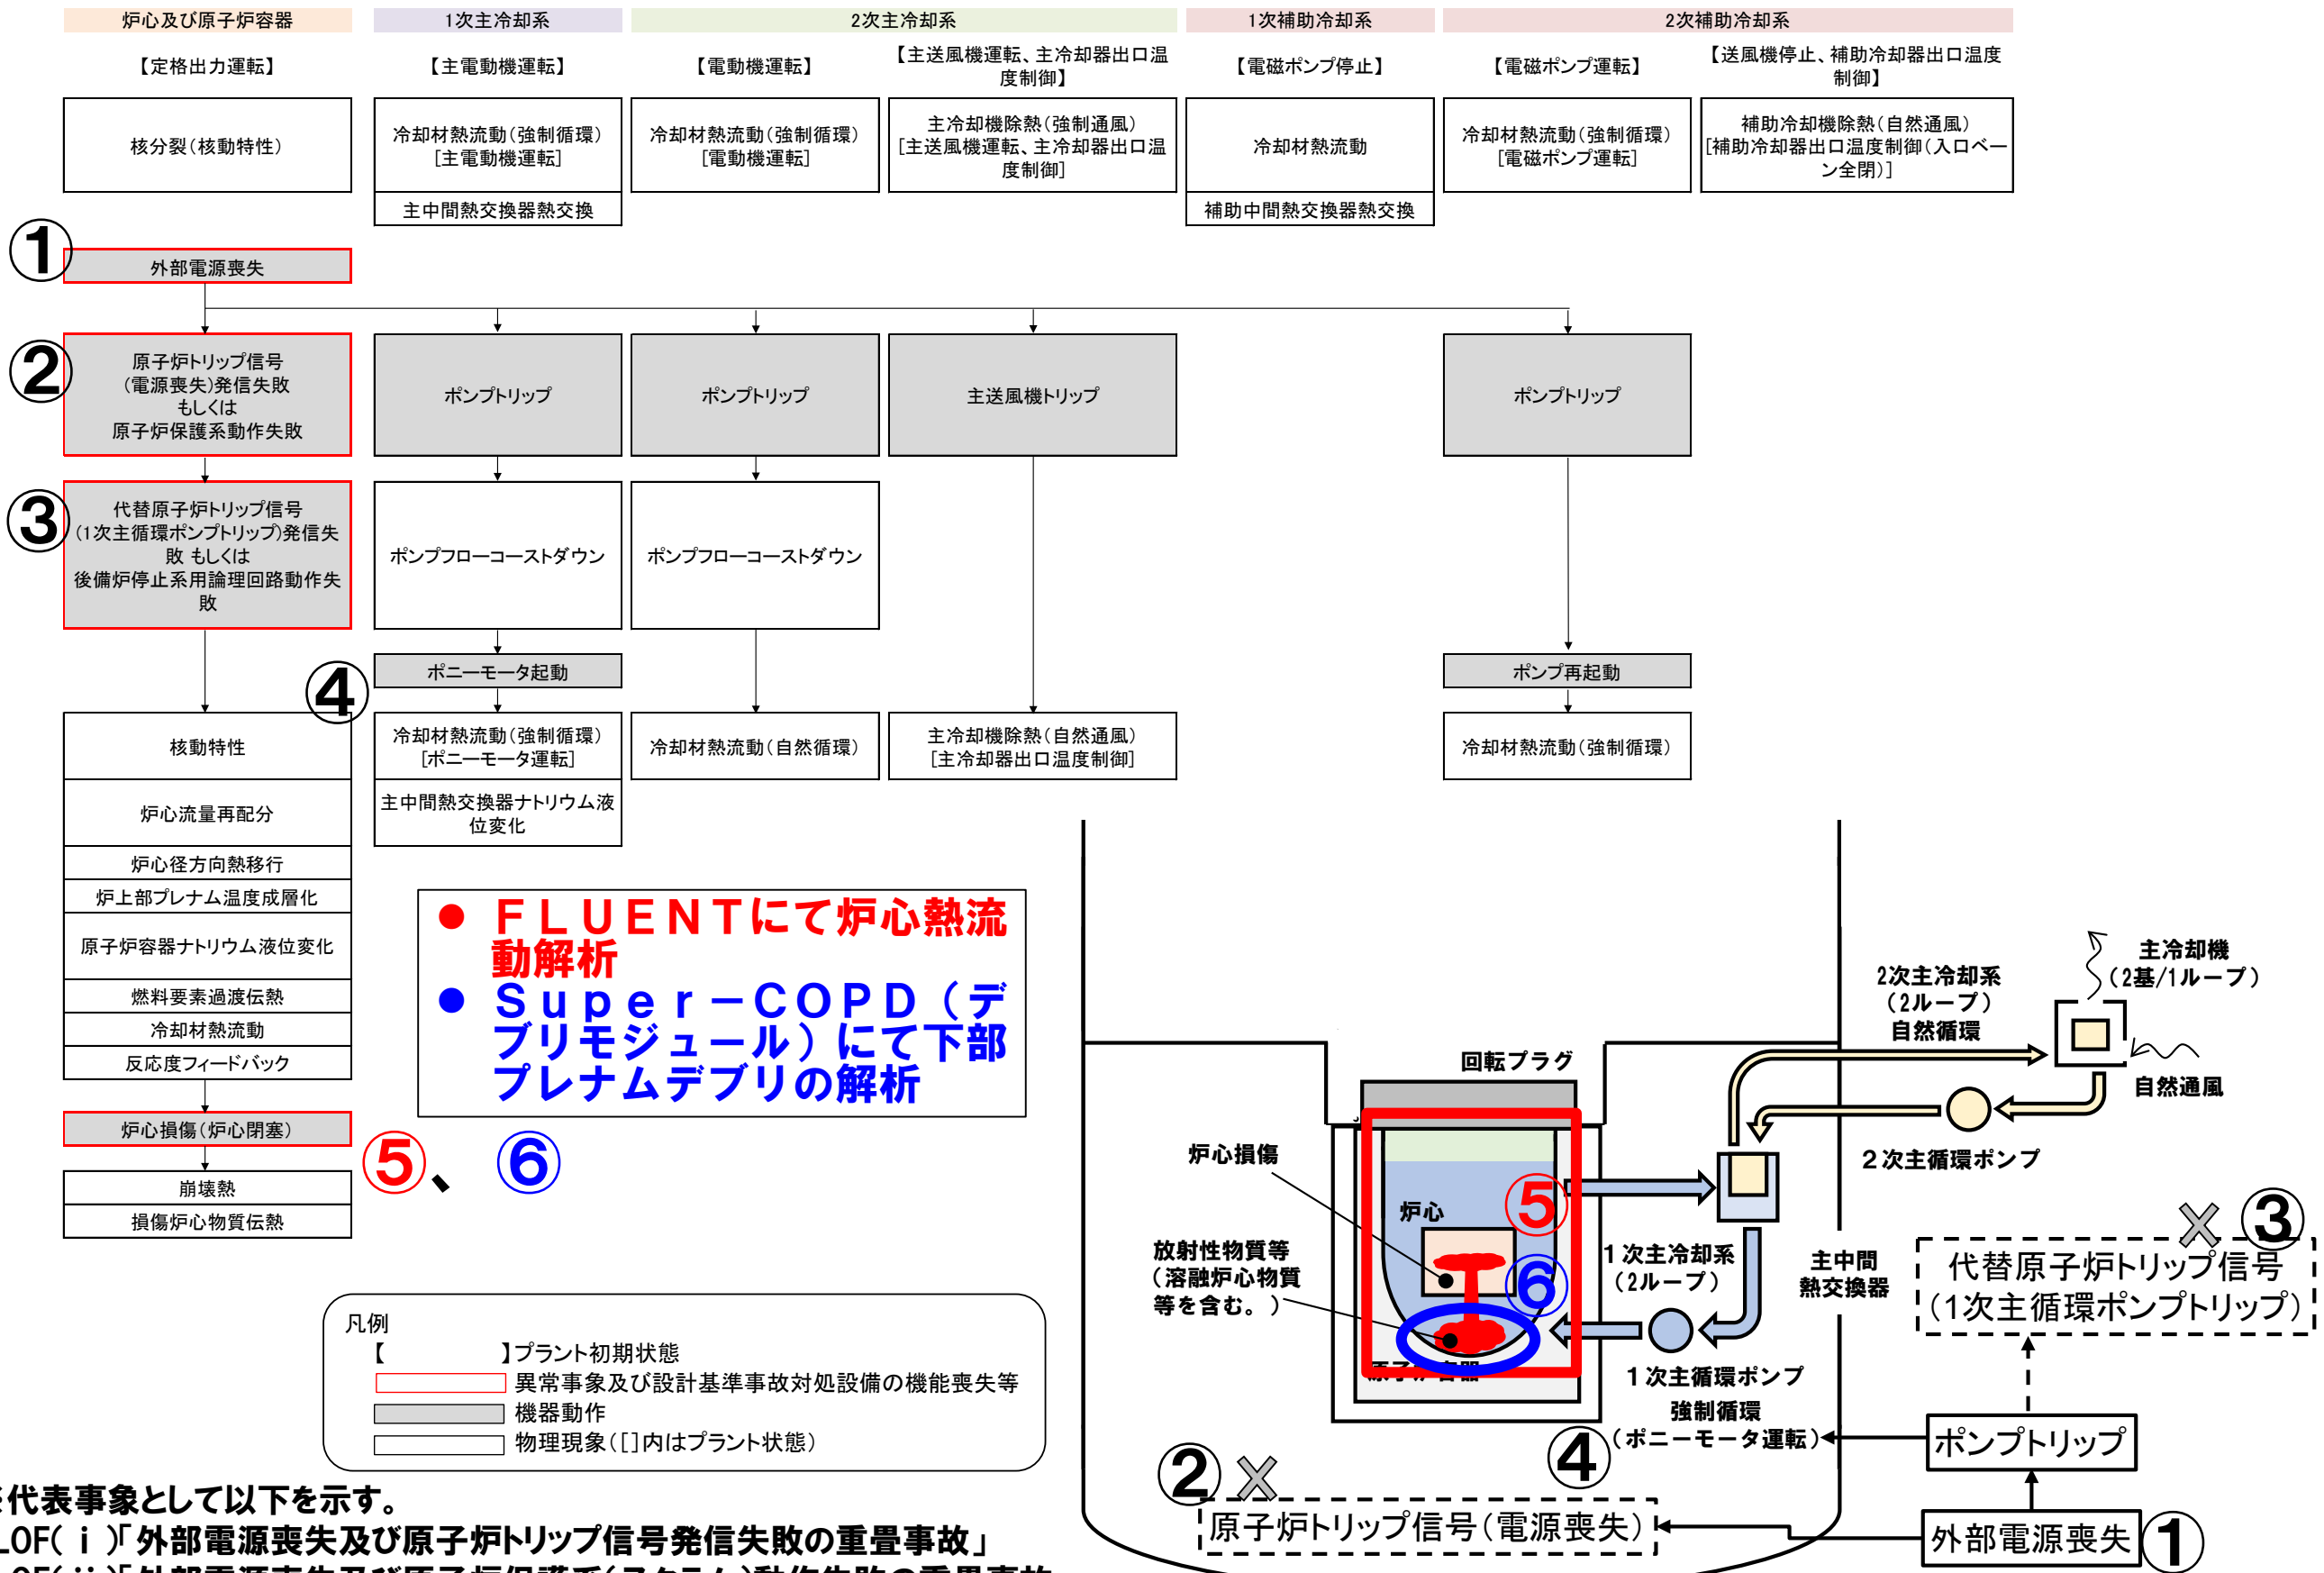 炉心及び原子炉容器
1次主冷却系
2次主冷却系
1次補助冷却系
2次補助冷却系
【定格出力運転】
【主電動機運転】
【電動機運転】
【主送風機運転、主冷却器出口温
度制御】
【電磁ポンプ停止】
【電磁ポンプ運転】
【送風機停止、補助冷却器出口温度
制御】
核分裂(核動特性)
冷却材熱流動(強制循環)
[主電動機運転]
冷却材熱流動(強制循環)
[電動機運転]
主冷却機除熱(強制通風)
[主送風機運転、主冷却器出口温
度制御]
冷却材熱流動
冷却材熱流動(強制循環)
[電磁ポンプ運転]
補助冷却機除熱(自然通風)
[補助冷却器出口温度制御(入口ベー
ン全閉)]
主中間熱交換器熱交換
補助中間熱交換器熱交換
①
外部電源喪失
②
原子炉トリップ信号
(電源喪失)発信失敗
もしくは
原子炉保護系動作失敗
ポンプトリップ
ポンプトリップ
主送風機トリップ
ポンプトリップ
③
代替原子炉トリップ信号
(1次主循環ポンプトリップ)発信失
敗 もしくは
後備炉停止系用論理回路動作失
敗
ポンプフローコーストダウン
ポンプフローコーストダウン
④
ポニーモータ起動
ポンプ再起動
核動特性
冷却材熱流動(強制循環)
[ポニーモータ運転]
冷却材熱流動(自然循環)
主冷却機除熱(自然通風)
[主冷却器出口温度制御]
冷却材熱流動(強制循環)
炉心流量再配分
主中間熱交換器ナトリウム液
位変化
炉心径方向熱移行
炉上部プレナム温度成層化
原子炉容器ナトリウム液位変化
燃料要素過渡伝熱
冷却材熱流動
反応度フィードバック
炉心損傷(炉心閉塞)
⑤、⑥
崩壊熱
損傷炉心物質伝熱
● FLUENTにて炉心熱流
動解析
● Super-COPD(デ
ブリモジュール)にて下部
プレナムデブリの解析
主冷却機
(2基/1ループ)
2次主冷却系
(2ループ)
自然循環
自然通風
回転プラグ
2次主循環ポンプ
炉心損傷
炉心
⑤
放射性物質等
(溶融炉心物質
等を含む。)
⑥
1次主冷却系
(2ループ)
主中間
熱交換器
③
代替原子炉トリップ信号
(1次主循環ポンプトリップ)
原子炉容器
1次主循環ポンプ
強制循環
(ポニーモータ運転)
④
ポンプトリップ
②
原子炉トリップ信号(電源喪失)
外部電源喪失
①
凡例
【 】プラント初期状態
異常事象及び設計基準事故対処設備の機能喪失等
機器動作
物理現象([]内はプラント状態)
※代表事象として以下を示す。
LOF(ⅰ)「外部電源喪失及び原子炉トリップ信号発信失敗の重畳事故」
LOF(ⅱ)「外部電源喪失及び原子炉保護系(スクラム)動作失敗の重畳事故